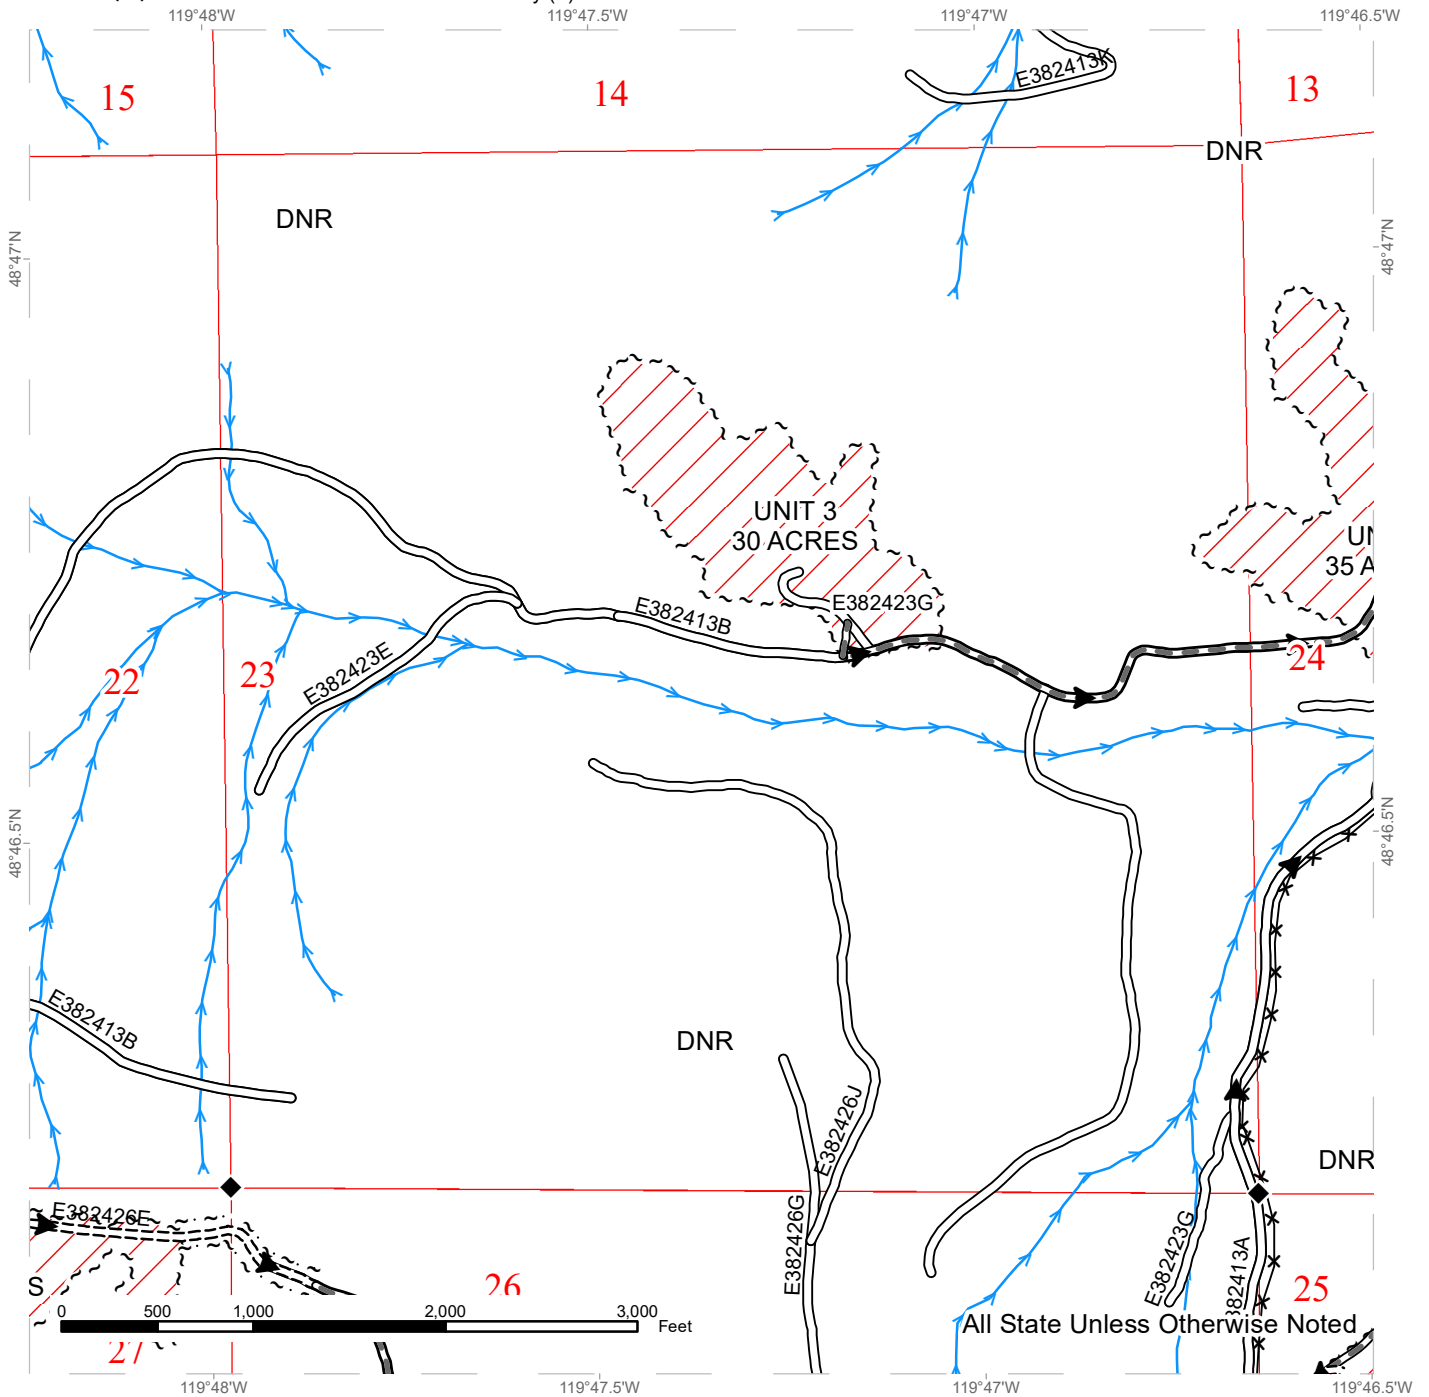 119°48'W
119°47.5'W
119°47'W
119°46.5'W
E382413K
15
14
13
DNR
DNR
48°47'N
48°47'N
UNIT 3
30 ACRES
35 A
E382423G
E382413B
E382423E
22
23
24
48°46.5'N
48°46.5'N
E382413B
DNR
E382426J
DNR
E382426E
E382426G
E382423G
382413A
S
26
25
0 500 1,000 2,000 3,000
Feet
All State Unless Otherwise Noted
27
119°48'W
119°47.5'W
119°47'W
119°46.5'W